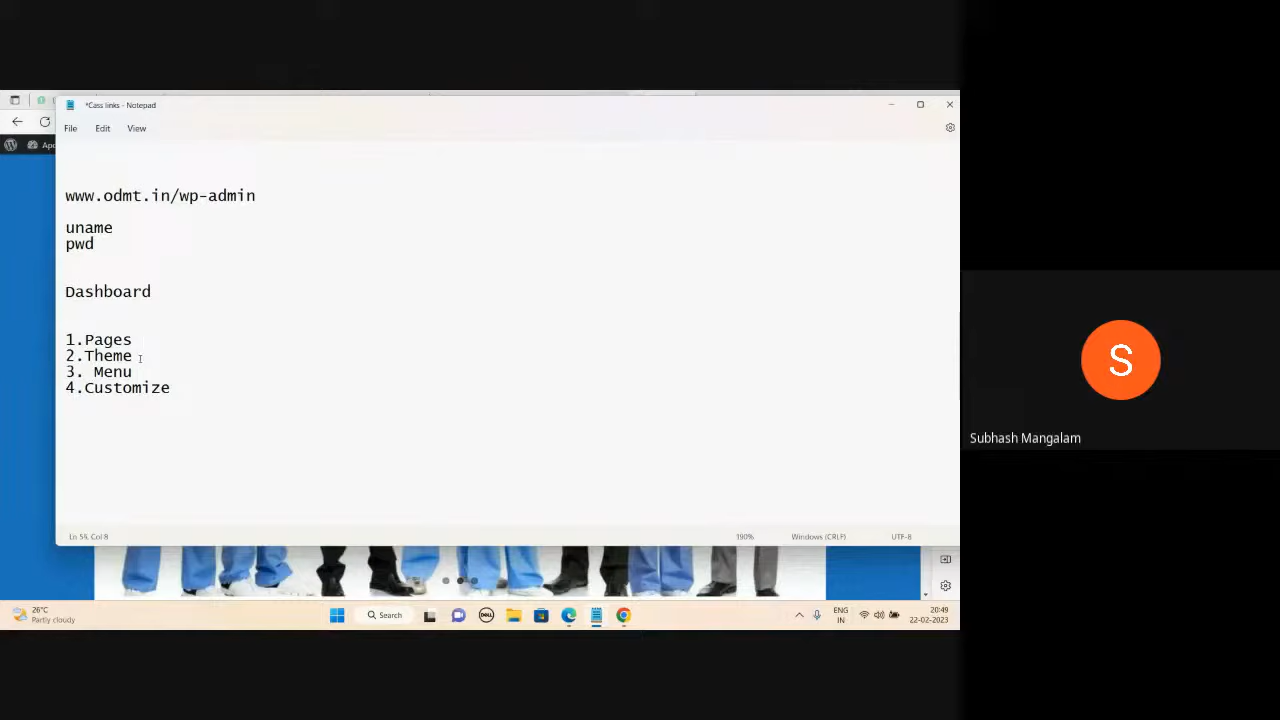 *Cass links - Notepad
File Edit View
www.odmt.in/wp-admin
uname
pwd
Dashboard
1.Pages
2.Theme
3. Menu
4.Customize
Ln 59, Col 8 190% Windows (CRLF) UTF-8
S
Subhash Mangalam
26°C
Partly cloudy
Search
DELL
ENG
IN
20:49
22-02-2023